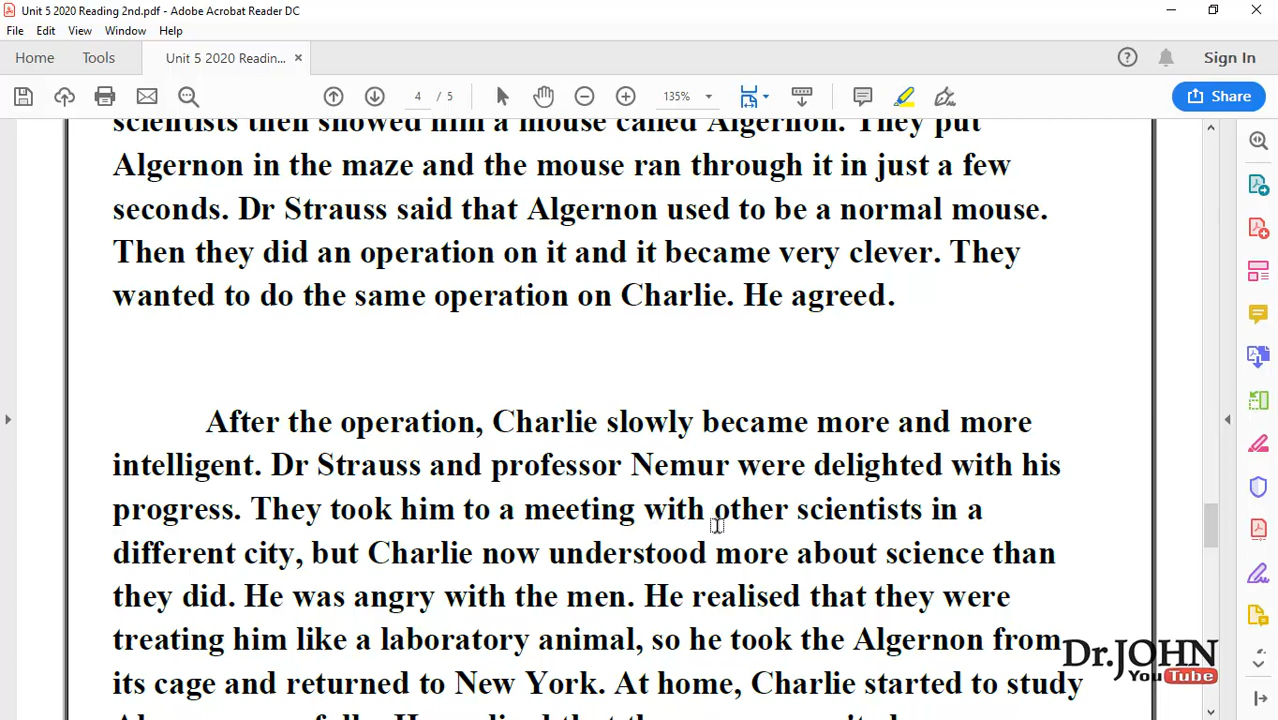 Unit 5 2020 Reading 2nd.pdf - Adobe Acrobat Reader DC
File Edit View Window Help
Home Tools Unit 5 2020 Readin... × Sign In
4 / 5 135% Share
scientists then showed him a mouse called Algernon. They put
Algernon in the maze and the mouse ran through it in just a few
seconds. Dr Strauss said that Algernon used to be a normal mouse.
Then they did an operation on it and it became very clever. They
wanted to do the same operation on Charlie. He agreed.
After the operation, Charlie slowly became more and more
intelligent. Dr Strauss and professor Nemur were delighted with his
progress. They took him to a meeting with other scientists in a
different city, but Charlie now understood more about science than
they did. He was angry with the men. He realised that they were
treating him like a laboratory animal, so he took the Algernon from
its cage and returned to New York. At home, Charlie started to study
Dr.JOHN
YouTube